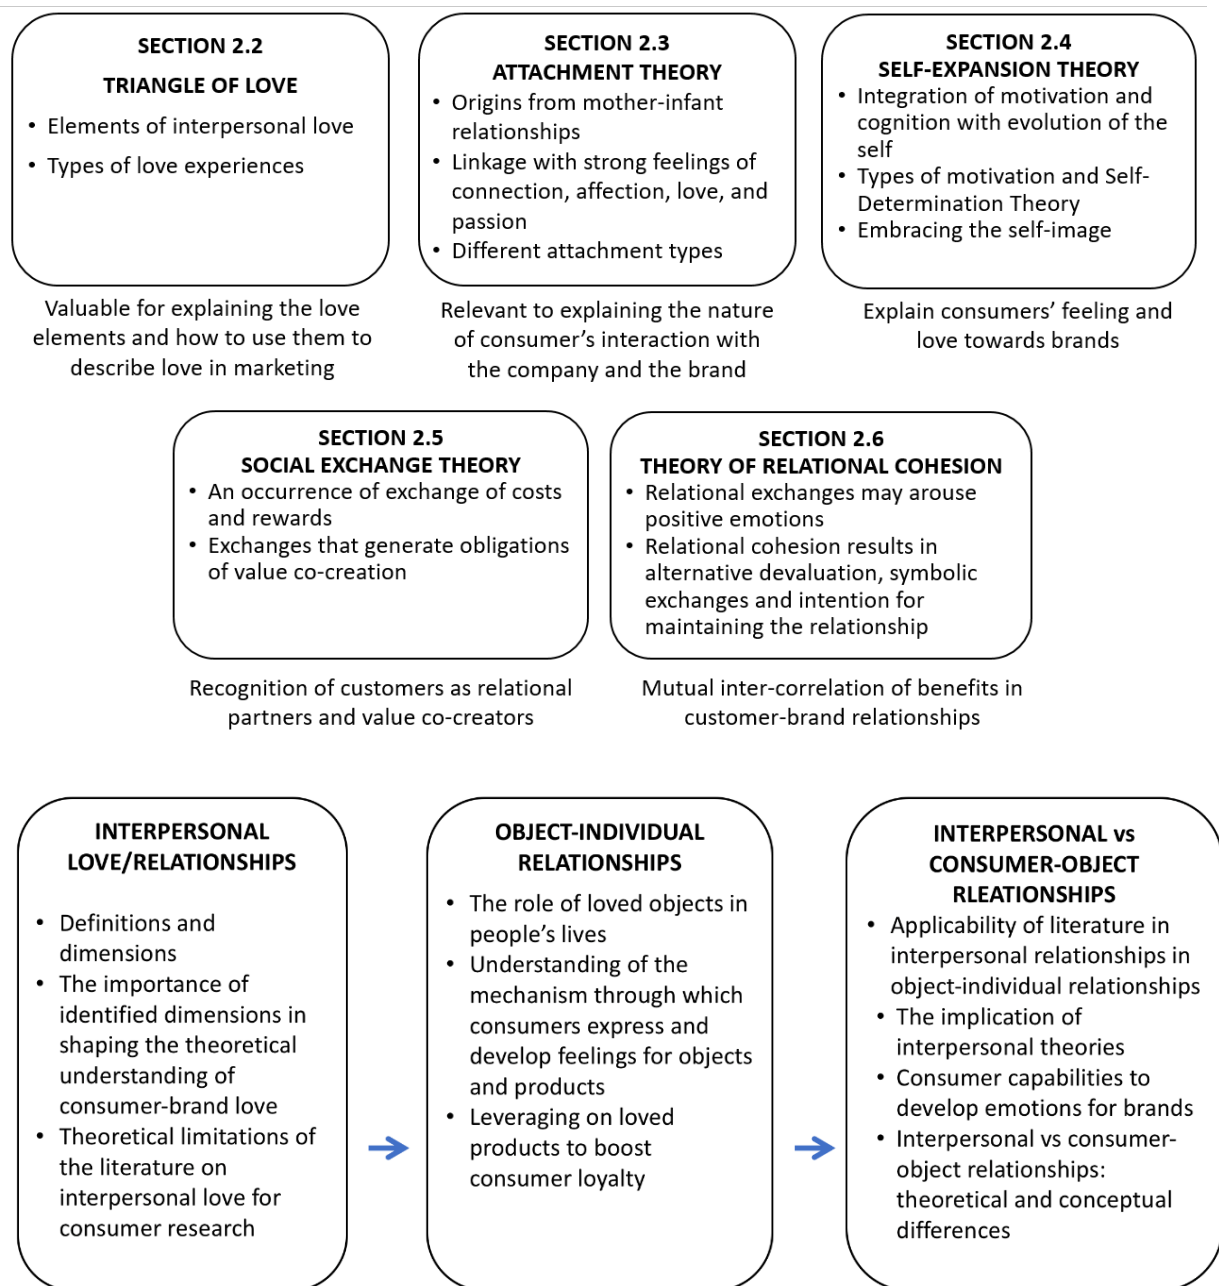 SECTION 2.2
TRIANGLE OF LOVE
• Elements of interpersonal love
• Types of love experiences
Valuable for explaining the love
elements and how to use them to
describe love in marketing
SECTION 2.3
ATTACHMENT THEORY
• Origins from mother-infant
relationships
• Linkage with strong feelings of
connection, affection, love, and
passion
• Different attachment types
Relevant to explaining the nature
of consumer’s interaction with
the company and the brand
SECTION 2.4
SELF-EXPANSION THEORY
• Integration of motivation and
cognition with evolution of the
self
• Types of motivation and Self-
Determination Theory
• Embracing the self-image
Explain consumers’ feeling and
love towards brands
SECTION 2.5
SOCIAL EXCHANGE THEORY
• An occurrence of exchange of costs
and rewards
• Exchanges that generate obligations
of value co-creation
Recognition of customers as relational
partners and value co-creators
SECTION 2.6
THEORY OF RELATIONAL COHESION
• Relational exchanges may arouse
positive emotions
• Relational cohesion results in
alternative devaluation, symbolic
exchanges and intention for
maintaining the relationship
Mutual inter-correlation of benefits in
customer-brand relationships
INTERPERSONAL
LOVE/RELATIONSHIPS
• Definitions and
dimensions
• The importance of
identified dimensions in
shaping the theoretical
understanding of
consumer-brand love
• Theoretical limitations of
the literature on
interpersonal love for
consumer research
OBJECT-INDIVIDUAL
RELATIONSHIPS
• The role of loved objects in
people’s lives
• Understanding of the
mechanism through which
consumers express and
develop feelings for objects
and products
• Leveraging on loved
products to boost
consumer loyalty
INTERPERSONAL vs
CONSUMER-OBJECT
RLEATIONSHIPS
• Applicability of literature in
interpersonal relationships in
object-individual relationships
• The implication of
interpersonal theories
• Consumer capabilities to
develop emotions for brands
• Interpersonal vs consumer-
object relationships:
theoretical and conceptual
differences